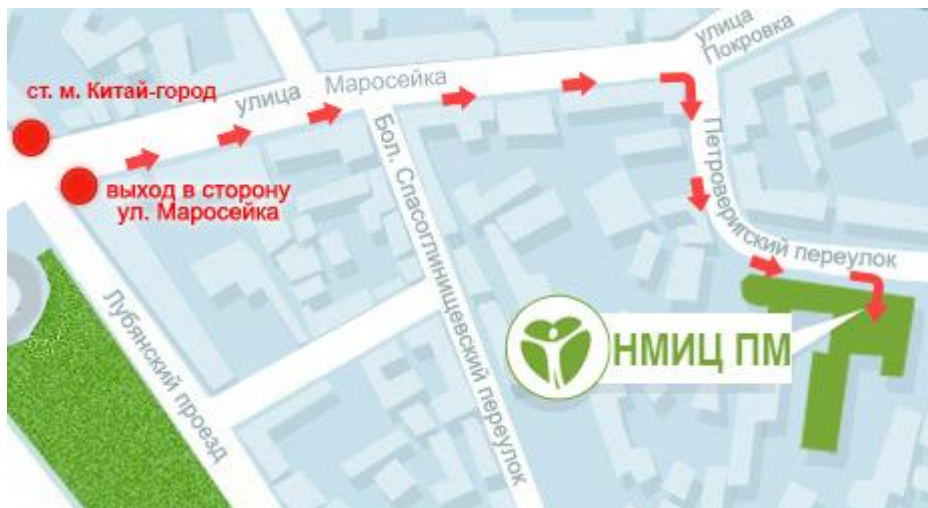 улица
Покровка
ст. м. Китай-город
улица Маросейка
выход в сторону
ул. Маросейка
Бол. Спасоглинищевский переулок
Петроверигский переулок
Лубянский проезд
НМИЦ ПМ